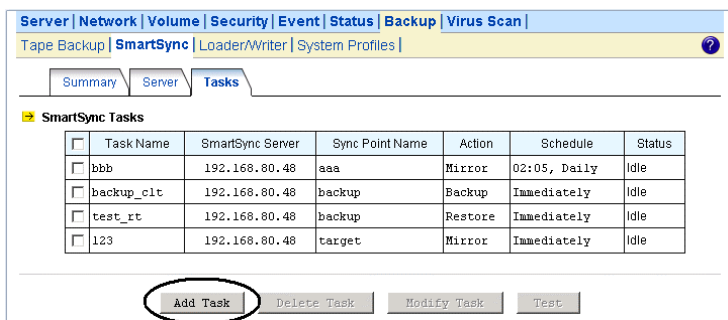 Server | Network | Volume | Security | Event | Status | Backup | Virus Scan |
Tape Backup | SmartSync | Loader/Writer | System Profiles | ?
Summary Server Tasks
SmartSync Tasks
Task Name SmartSync Server Sync Point Name Action Schedule Status
bbb 192.168.80.48 aaa Mirror 02:05, Daily Idle
backup_clt 192.168.80.48 backup Backup Immediately Idle
test_rt 192.168.80.48 backup Restore Immediately Idle
123 192.168.80.48 target Mirror Immediately Idle
Add Task Delete Task Modify Task Test